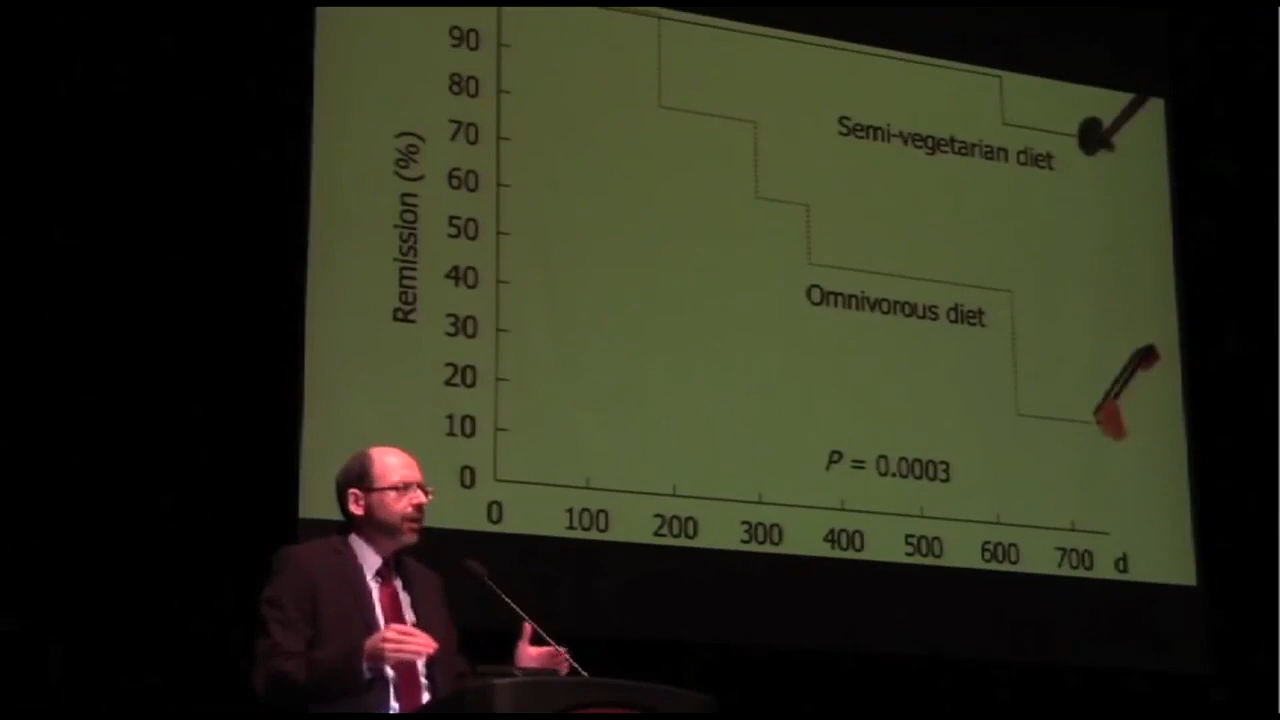 90
80
70
60
50
40
30
20
10
0
Remission (%)
Semi-vegetarian diet
Omnivorous diet
P = 0.0003
0 100 200 300 400 500 600 700 d